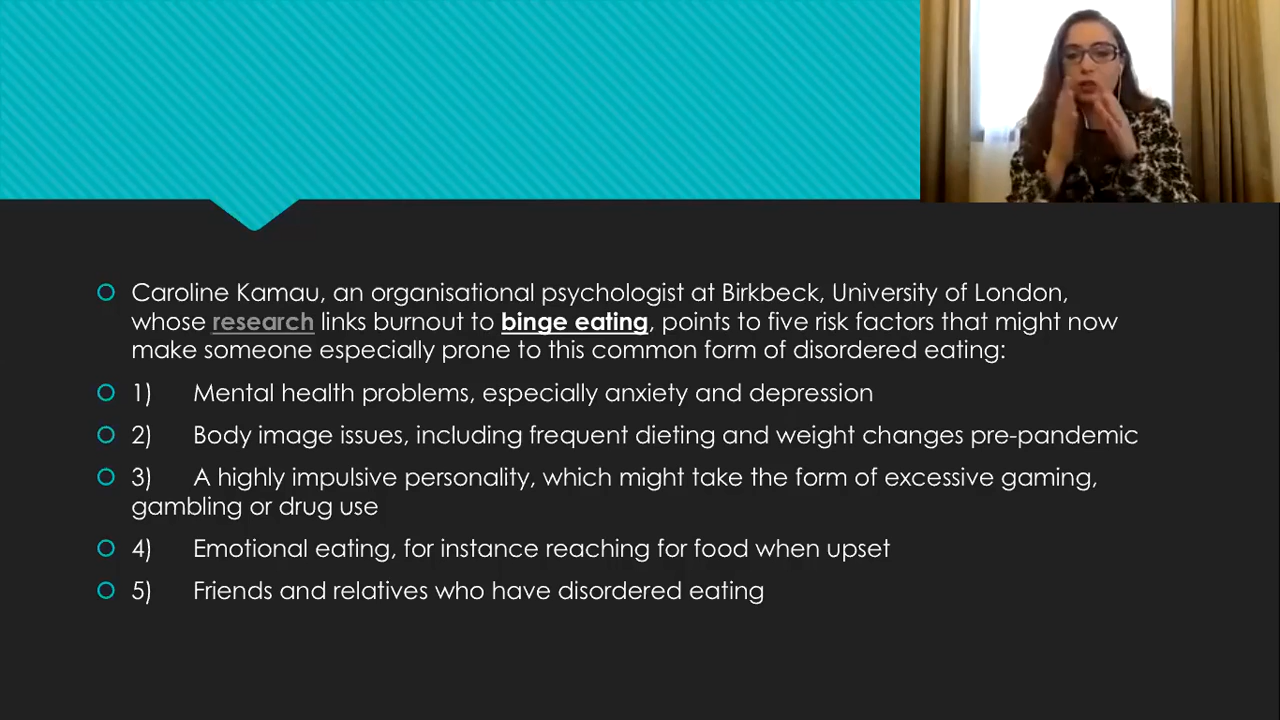 Caroline Kamau, an organisational psychologist at Birkbeck, University of London,
whose research links burnout to binge eating, points to five risk factors that might now
make someone especially prone to this common form of disordered eating:
1) Mental health problems, especially anxiety and depression
2) Body image issues, including frequent dieting and weight changes pre-pandemic
3) A highly impulsive personality, which might take the form of excessive gaming,
gambling or drug use
4) Emotional eating, for instance reaching for food when upset
5) Friends and relatives who have disordered eating